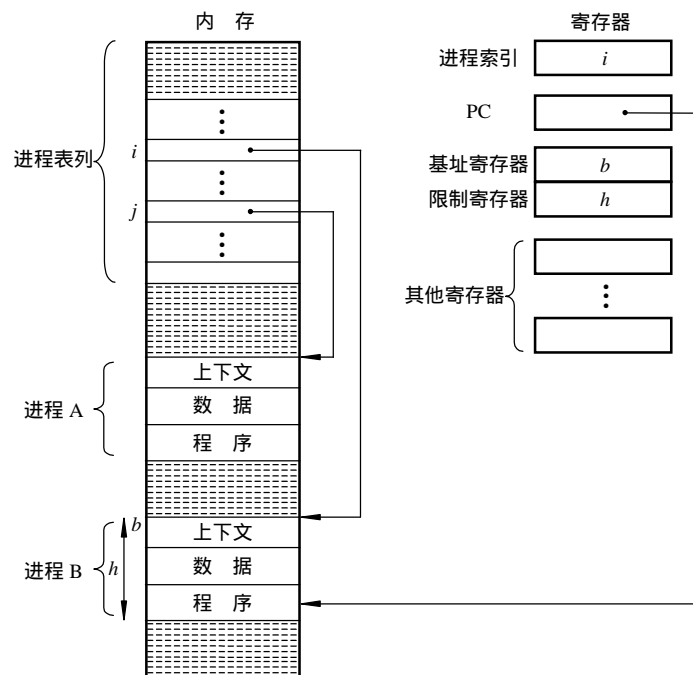 内 存
进程表列
i
j
上下文
数 据
程 序
进程 A
b
上下文
数 据
程 序
进程 B
h
寄存器
进程索引
i
PC
基址寄存器
b
限制寄存器
h
其他寄存器